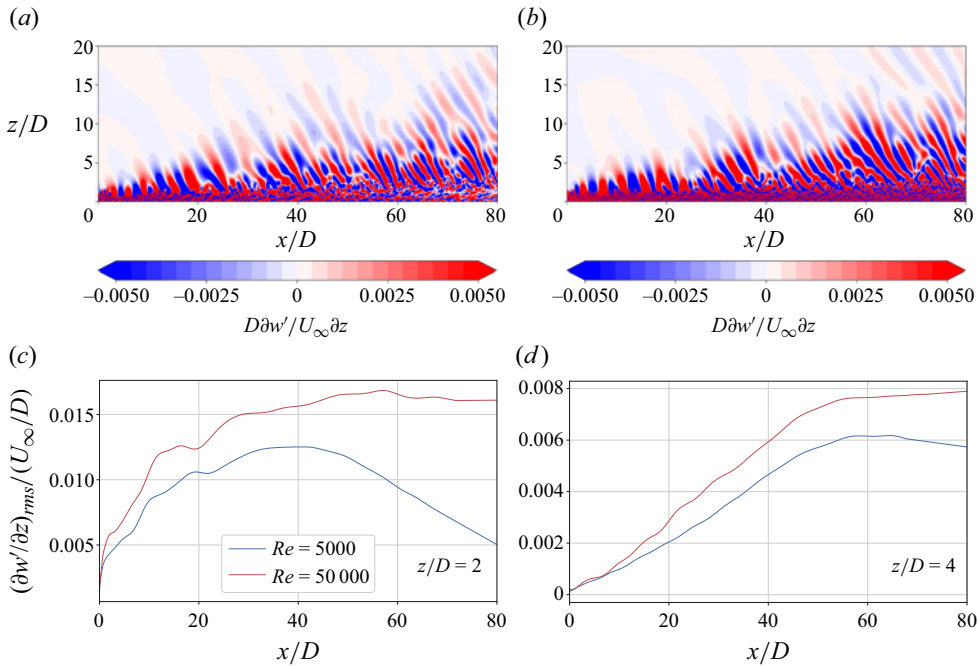 (a)
(b)
z/D
20
15
10
5
0
20
40
60
80
x/D
20
15
10
5
0
20
40
60
80
x/D
−0.0050
−0.0025
0
0.0025
0.0050
D∂w′/U∞∂z
−0.0050
−0.0025
0
0.0025
0.0050
D∂w′/U∞∂z
(c)
(d)
(∂w′/∂z)rms/(U∞/D)
0.015
0.010
0.005
Re = 5000
Re = 50 000
z/D = 2
0
20
40
60
80
x/D
0.008
0.006
0.004
0.002
0
z/D = 4
0
20
40
60
80
x/D